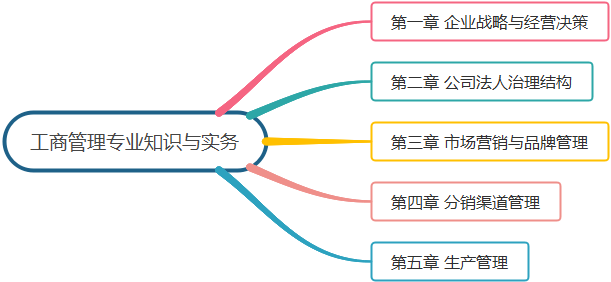 第一章 企业战略与经营决策
第二章 公司法人治理结构
工商管理专业知识与实务
第三章 市场营销与品牌管理
第四章 分销渠道管理
第五章 生产管理